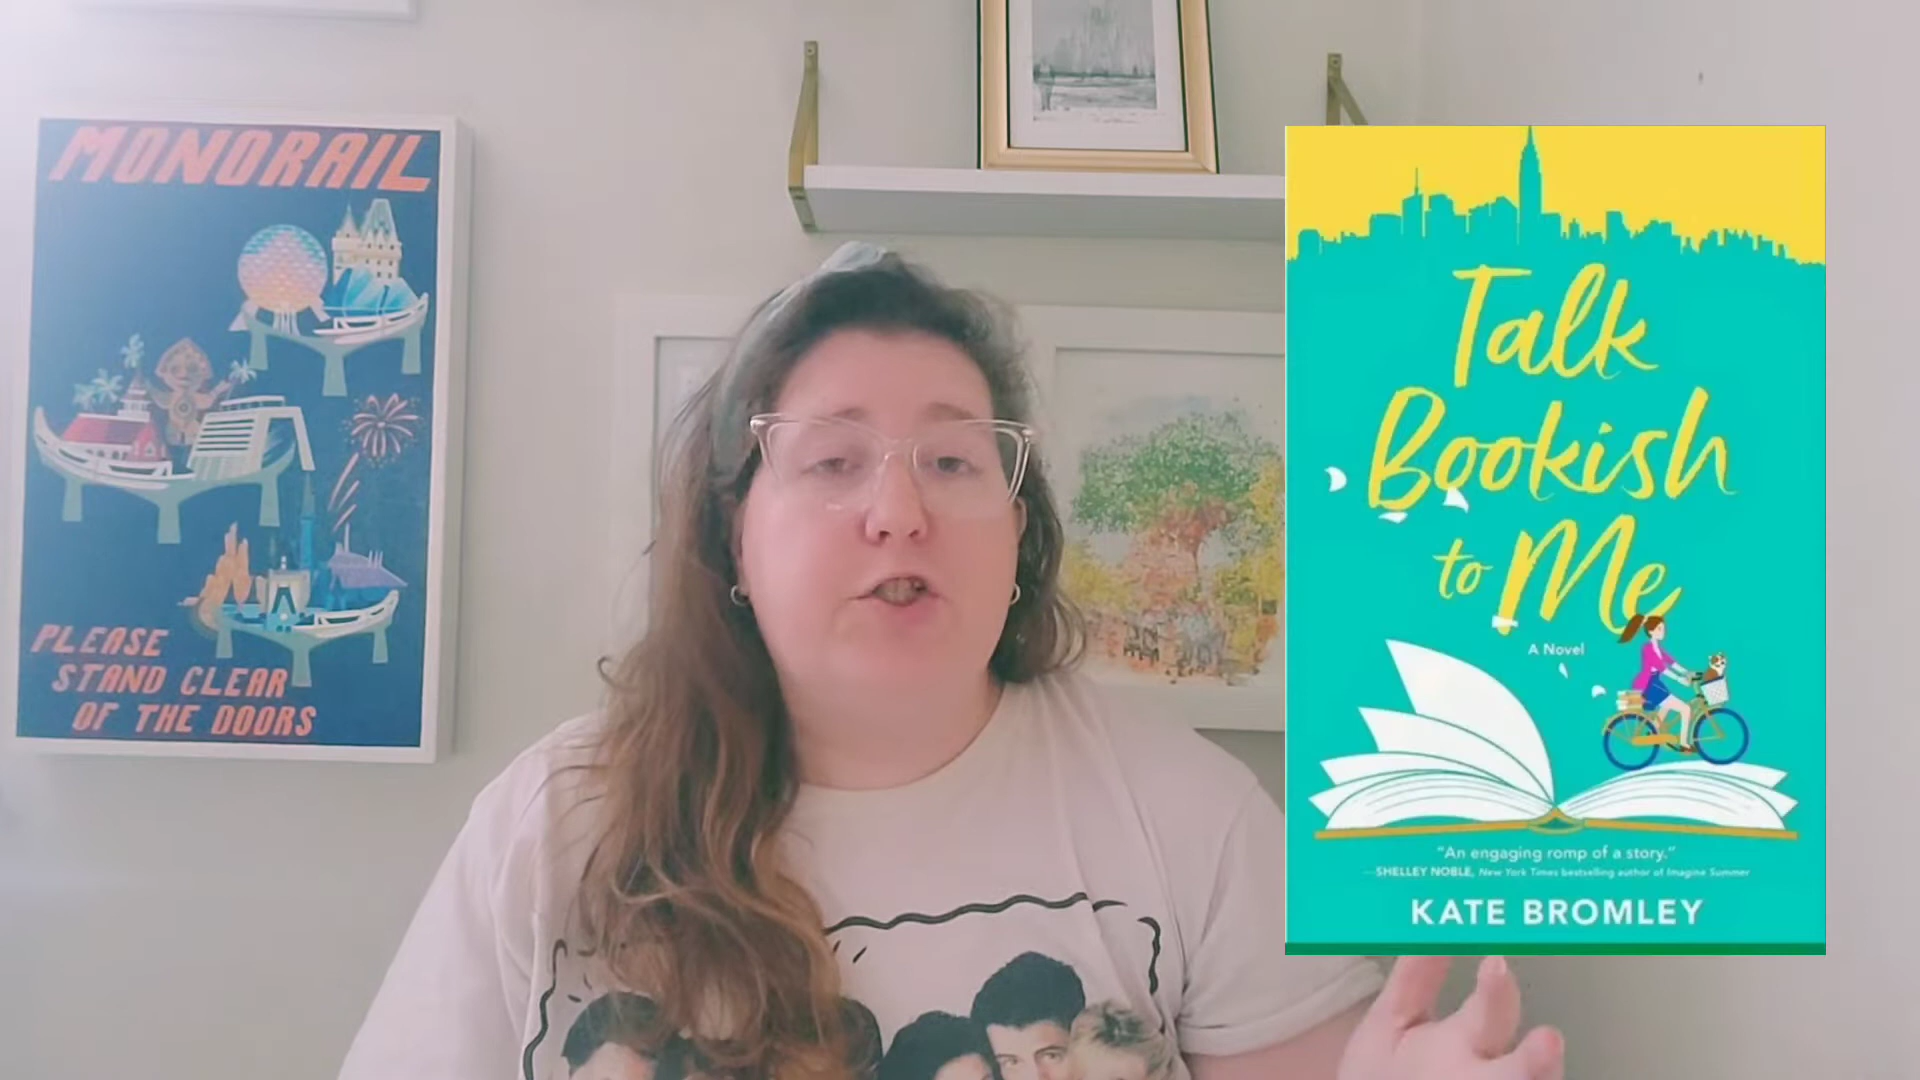 MONORAIL
PLEASE
STAND CLEAR
OF THE DOORS
Talk
Bookish
to Me
A Novel
"An engaging romp of a story."
—SHELLEY NOBLE, New York Times bestselling author of Imagine Summer
KATE BROMLEY